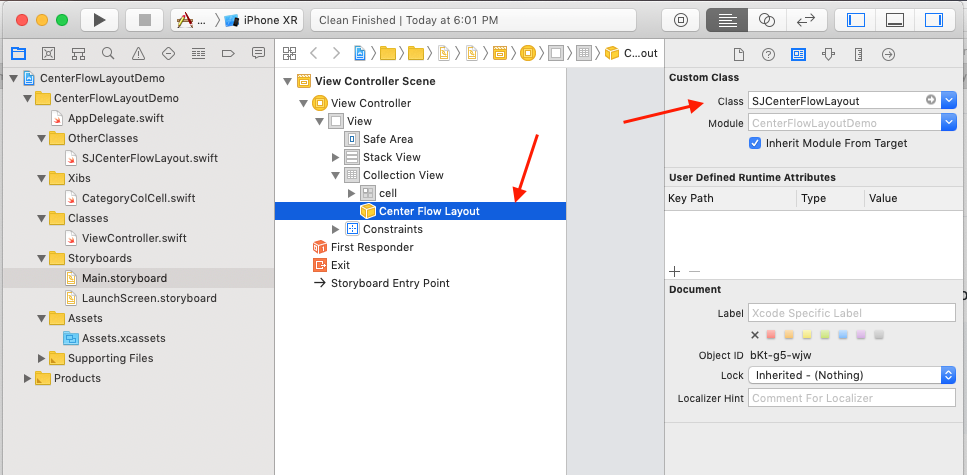 A... › iPhone XR
Clean Finished | Today at 6:01 PM
C...out
CenterFlowLayoutDemo
CenterFlowLayoutDemo
AppDelegate.swift
OtherClasses
SJCenterFlowLayout.swift
Xibs
CategoryColCell.swift
Classes
ViewController.swift
Storyboards
Main.storyboard
LaunchScreen.storyboard
Assets
Assets.xcassets
Supporting Files
Products
View Controller Scene
View Controller
View
Safe Area
Stack View
Collection View
cell
Center Flow Layout
Constraints
First Responder
Exit
Storyboard Entry Point
Custom Class
Class SJCenterFlowLayout
Module CenterFlowLayoutDemo
Inherit Module From Target
User Defined Runtime Attributes
Key Path Type Value
Document
Label Xcode Specific Label
Object ID bKt-g5-wjw
Lock Inherited - (Nothing)
Localizer Hint Comment For Localizer